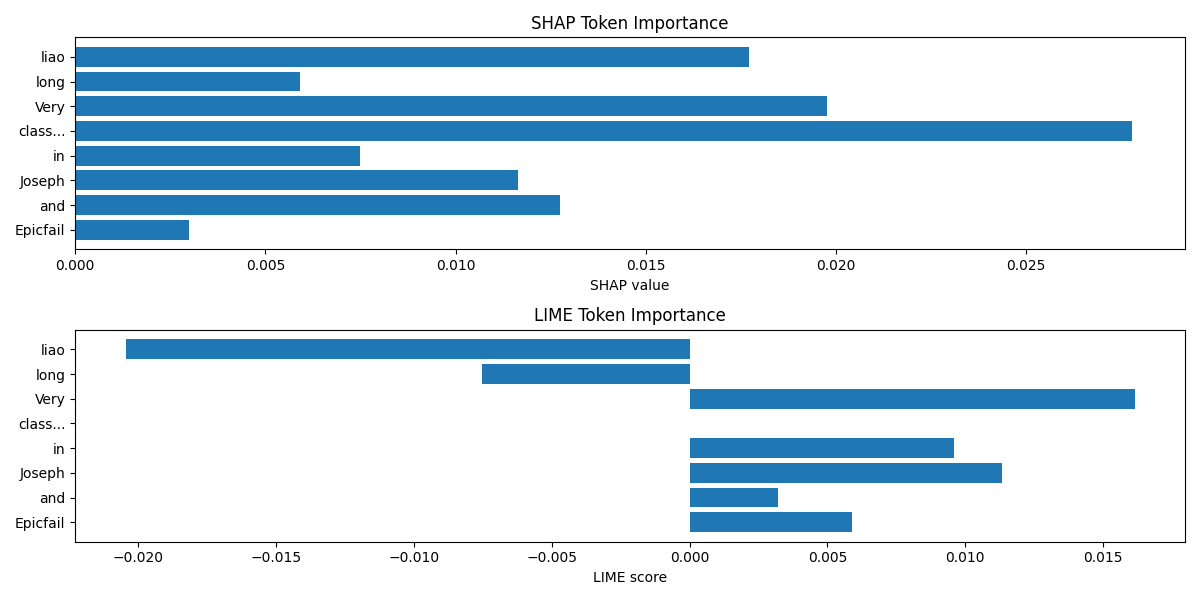 SHAP Token Importance
liao
long
Very
class...
in
Joseph
and
Epicfail
0.000 0.005 0.010 0.015 0.020 0.025
SHAP value
LIME Token Importance
liao
long
Very
class...
in
Joseph
and
Epicfail
−0.020 −0.015 −0.010 −0.005 0.000 0.005 0.010 0.015
LIME score